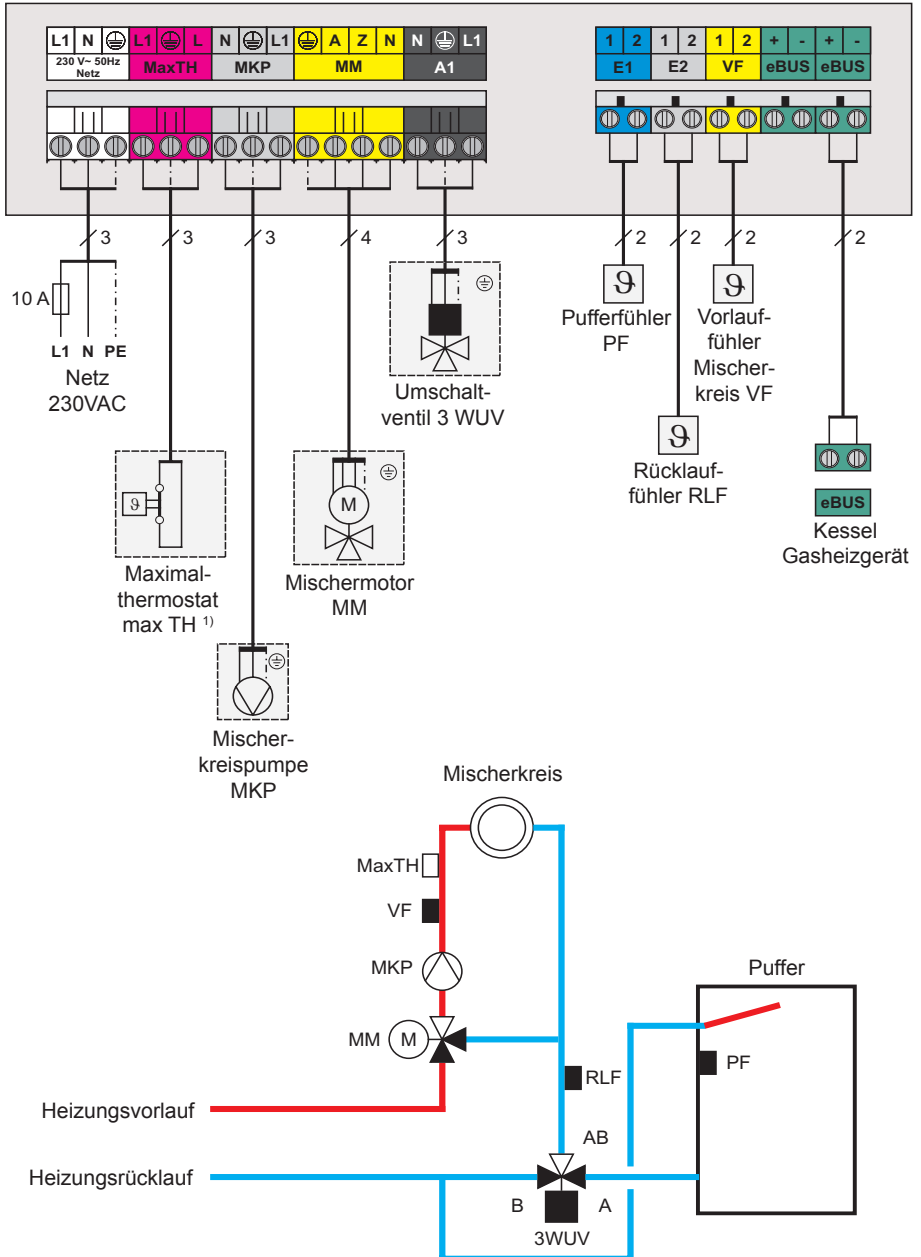 L1 N L1 L N L1 A Z N N L1
230 V~ 50Hz
Netz
MaxTH MKP MM A1
1 2 1 2 1 2 + - + -
E1 E2 VF eBUS eBUS
3 3 3 4 3 2 2 2 2
10 A
L1 N PE
Netz
230VAC
Umschalt-
ventil 3 WUV
ϑ
Pufferfühler
PF
ϑ
Vorlauf-
fühler
Mischer-
kreis VF
ϑ
Rücklauf-
fühler RLF
eBUS
Kessel
Gasheizgerät
ϑ
Maximal-
thermostat
max TH ¹⁾
M
Mischermotor
MM
Mischer-
kreispumpe
MKP
Mischerkreis
MaxTH
VF
MKP
Puffer
MM M
PF
RLF
Heizungsvorlauf
AB
Heizungsrücklauf
B A
3WUV